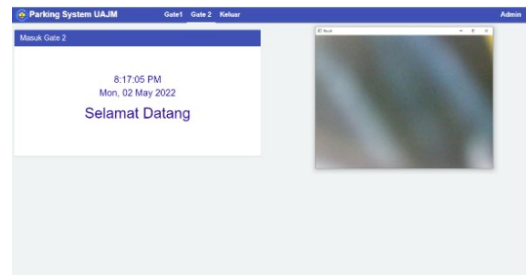 Parking System UAJM Gate1 Gate 2 Keluar Admin
Masuk Gate 2
8:17:05 PM
Mon, 02 May 2022
Selamat Datang